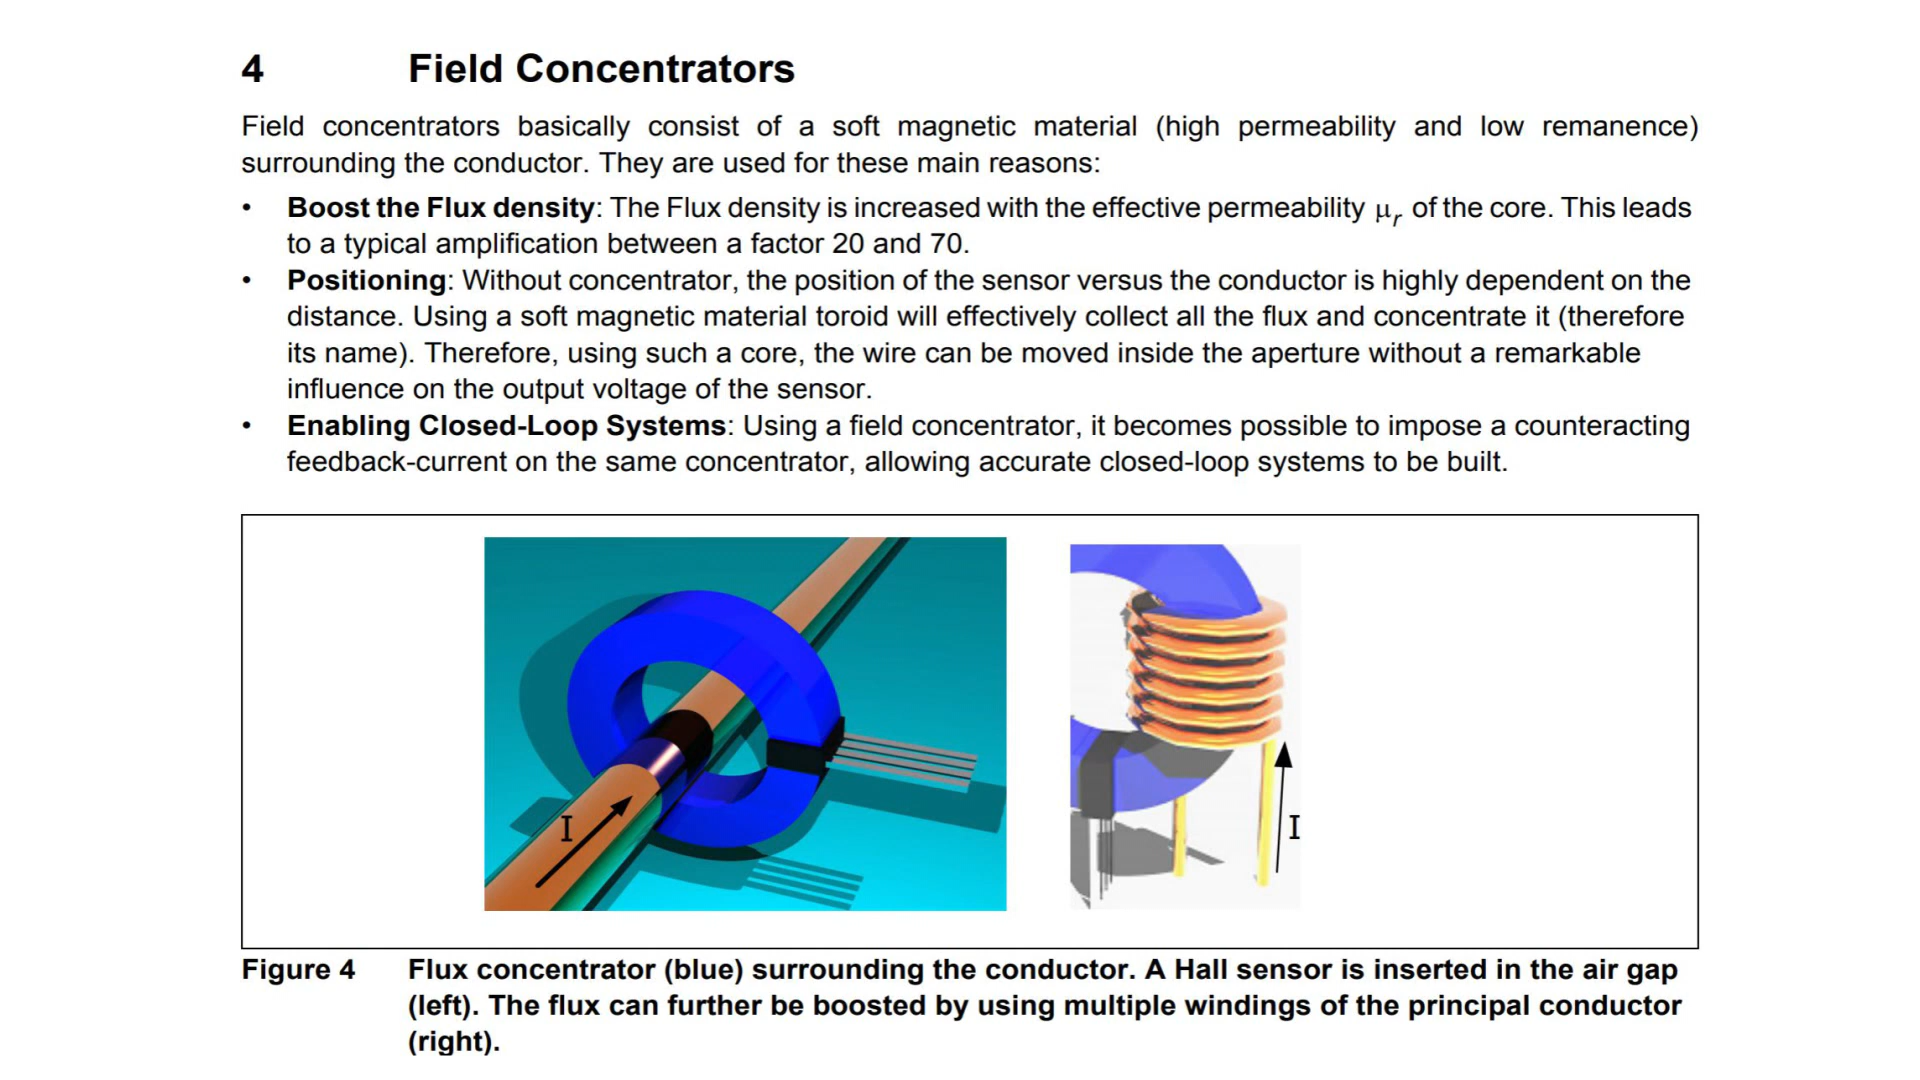 4 Field Concentrators
Field concentrators basically consist of a soft magnetic material (high permeability and low remanence)
surrounding the conductor. They are used for these main reasons:
• Boost the Flux density: The Flux density is increased with the effective permeability μr of the core. This leads
to a typical amplification between a factor 20 and 70.
• Positioning: Without concentrator, the position of the sensor versus the conductor is highly dependent on the
distance. Using a soft magnetic material toroid will effectively collect all the flux and concentrate it (therefore
its name). Therefore, using such a core, the wire can be moved inside the aperture without a remarkable
influence on the output voltage of the sensor.
• Enabling Closed-Loop Systems: Using a field concentrator, it becomes possible to impose a counteracting
feedback-current on the same concentrator, allowing accurate closed-loop systems to be built.
I
I
Figure 4 Flux concentrator (blue) surrounding the conductor. A Hall sensor is inserted in the air gap
(left). The flux can further be boosted by using multiple windings of the principal conductor
(right).